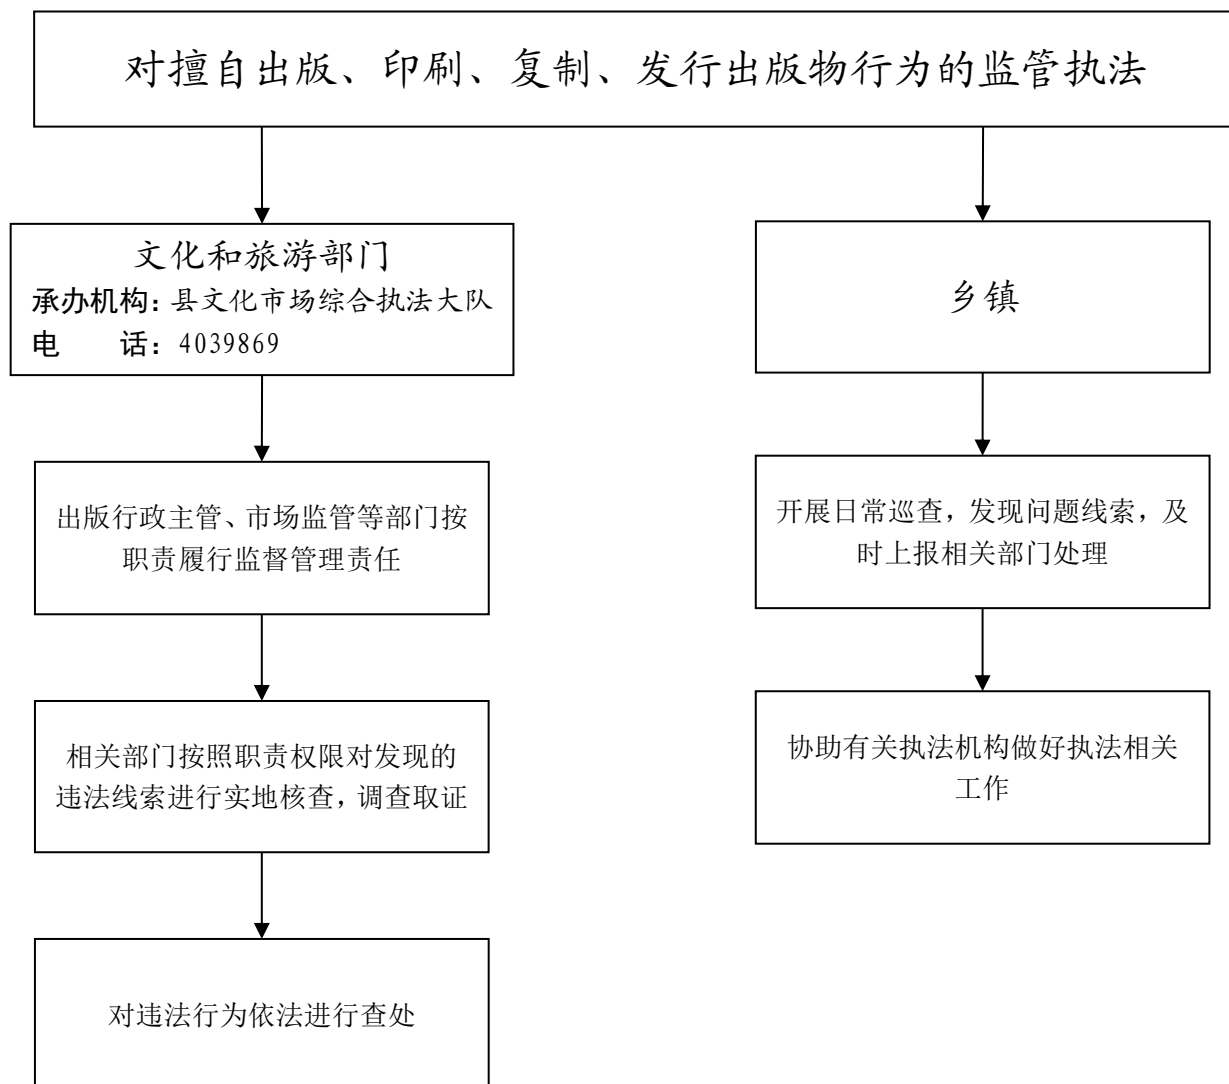 对擅自出版、印刷、复制、发行出版物行为的监管执法
文化和旅游部门
承办机构：县文化市场综合执法大队
电　　话：4039869
出版行政主管、市场监管等部门按
职责履行监督管理责任
相关部门按照职责权限对发现的
违法线索进行实地核查，调查取证
对违法行为依法进行查处
乡镇
开展日常巡查，发现问题线索，及
时上报相关部门处理
协助有关执法机构做好执法相关
工作